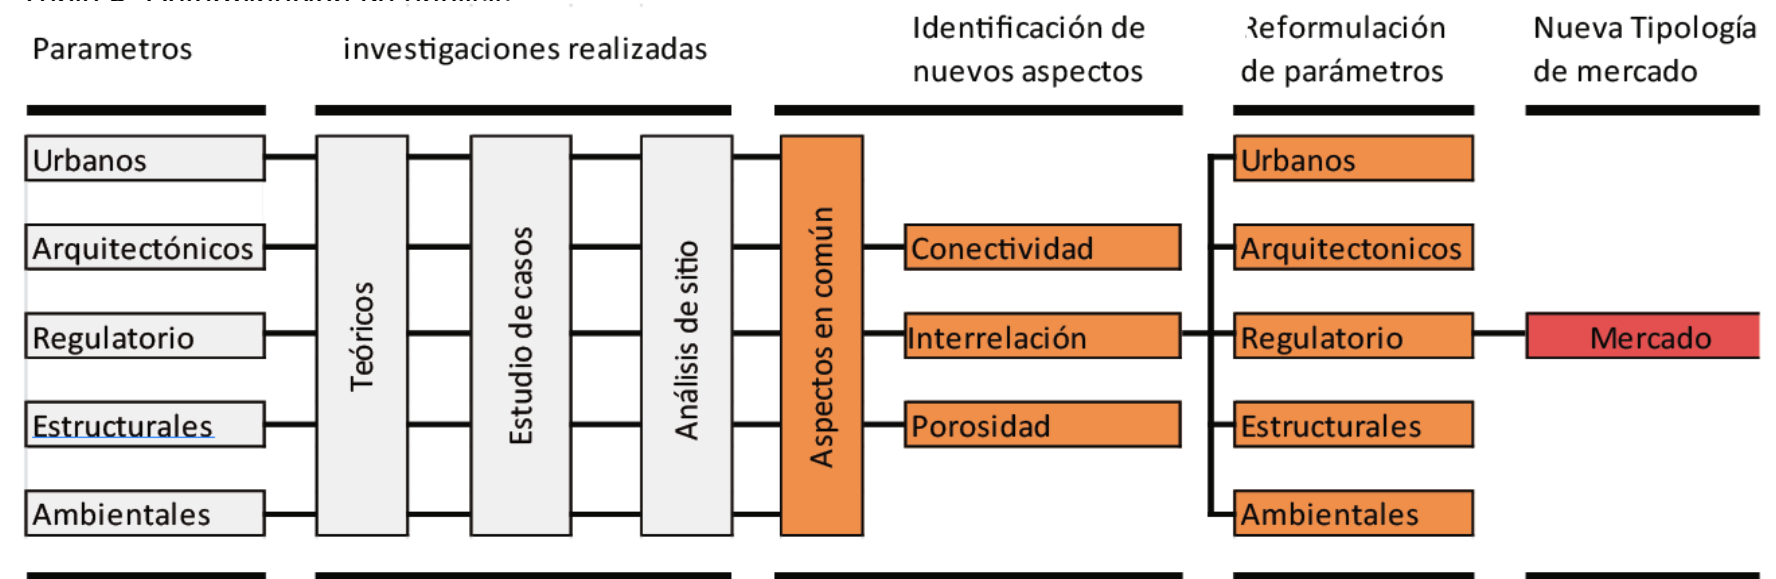 Parametros
investigaciones realizadas
Identificación de
nuevos aspectos
Reformulación
de parámetros
Nueva Tipología
de mercado
Urbanos
Arquitectónicos
Regulatorio
Estructurales
Ambientales
Teóricos
Estudio de casos
Análisis de sitio
Aspectos en común
Conectividad
Interrelación
Porosidad
Urbanos
Arquitectonicos
Regulatorio
Estructurales
Ambientales
Mercado